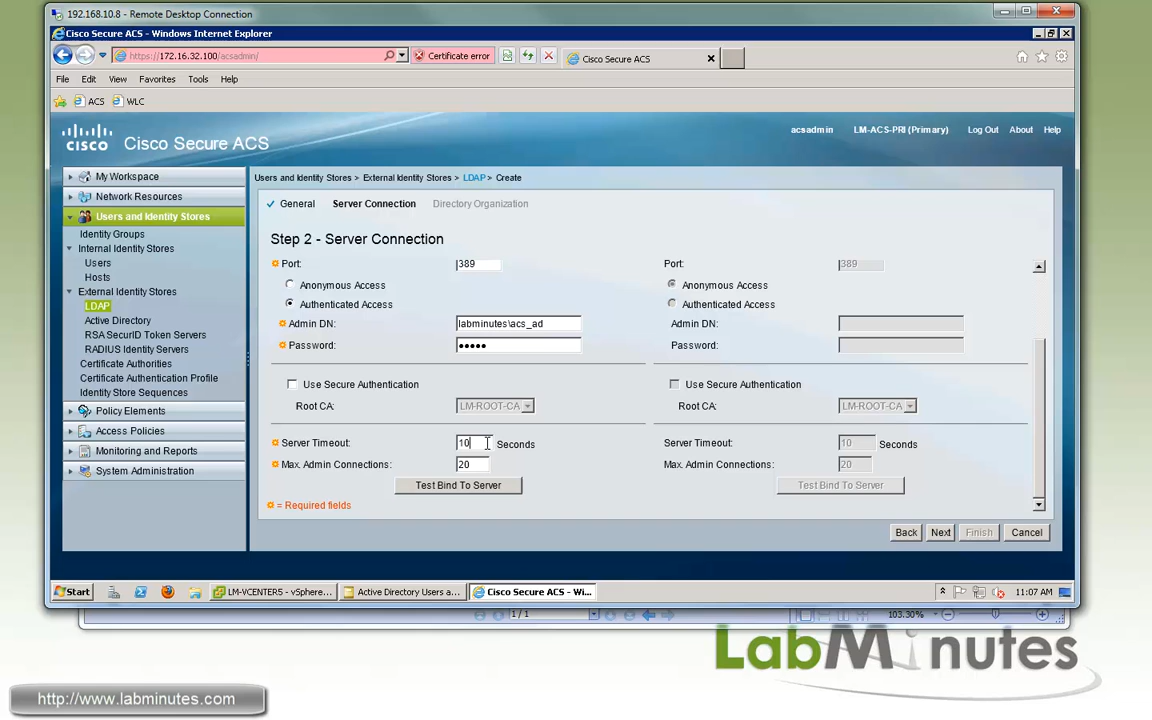 192.168.10.8 - Remote Desktop Connection
Cisco Secure ACS - Windows Internet Explorer
https://172.16.32.100/acsadmin/
Certificate error
Cisco Secure ACS
File Edit View Favorites Tools Help
ACS WLC
cisco
Cisco Secure ACS
acsadmin LM-ACS-PRI (Primary) Log Out About Help
My Workspace
Network Resources
Users and Identity Stores
Identity Groups
Internal Identity Stores
Users
Hosts
External Identity Stores
LDAP
Active Directory
RSA SecurID Token Servers
RADIUS Identity Servers
Certificate Authorities
Certificate Authentication Profile
Identity Store Sequences
Policy Elements
Access Policies
Monitoring and Reports
System Administration
Users and Identity Stores > External Identity Stores > LDAP > Create
General Server Connection Directory Organization
Step 2 - Server Connection
Port: 389 Port: 389
Anonymous Access Anonymous Access
Authenticated Access Authenticated Access
Admin DN: labminutes\acs_ad Admin DN:
Password: ••••• Password:
Use Secure Authentication Use Secure Authentication
Root CA: LM-ROOT-CA Root CA: LM-ROOT-CA
Server Timeout: 10 Seconds Server Timeout: 10 Seconds
Max. Admin Connections: 20 Max. Admin Connections: 20
Test Bind To Server Test Bind To Server
= Required fields
Back Next Finish Cancel
Start LM-VCENTER5 - vSphere... Active Directory Users a... Cisco Secure ACS - Wi... 11:07 AM
1 / 1 103.30%
LabMinutes
http://www.labminutes.com